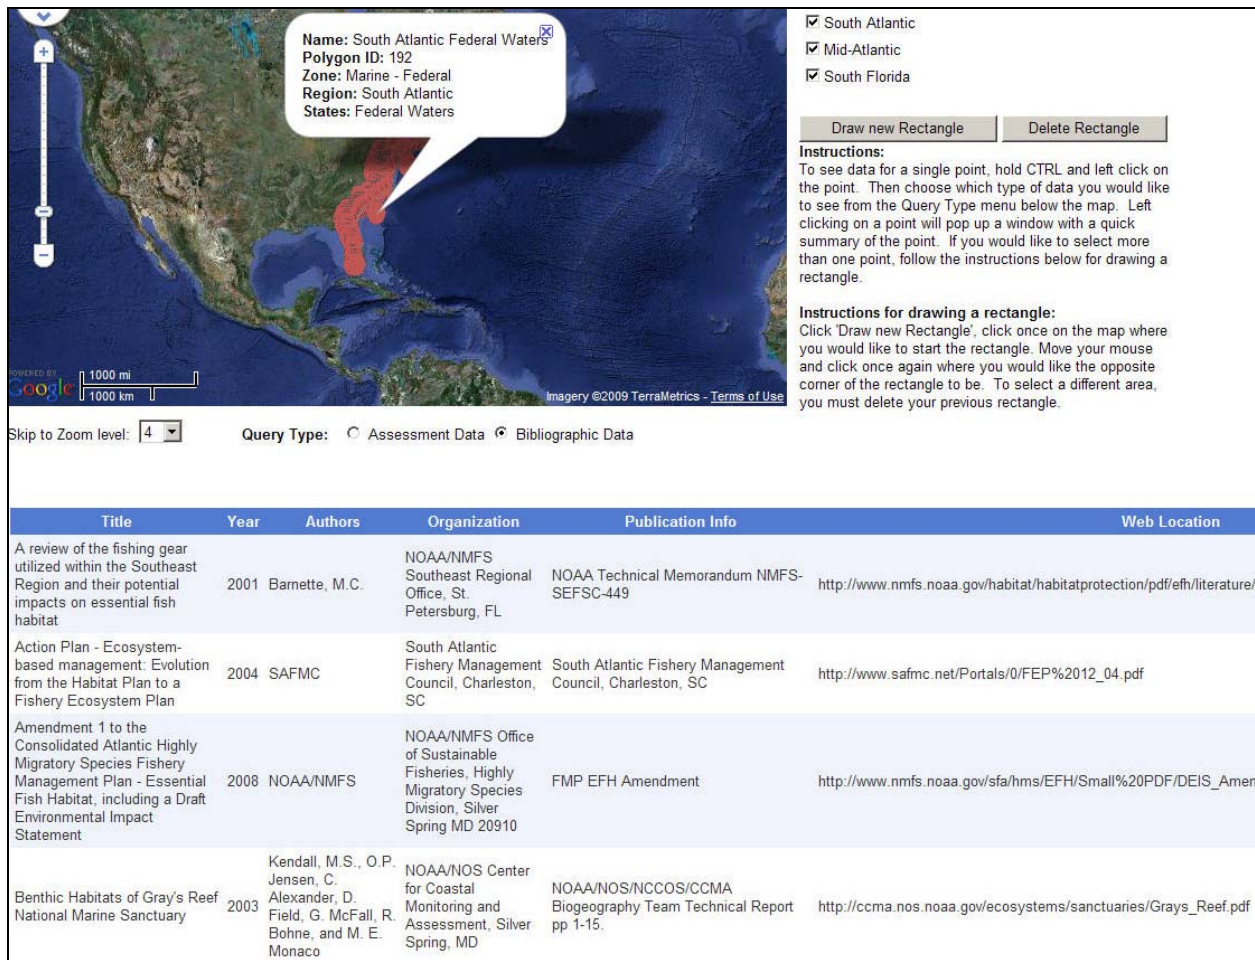 Name: South Atlantic Federal Waters
Polygon ID: 192
Zone: Marine - Federal
Region: South Atlantic
States: Federal Waters
POWERED BY
Google
1000 mi
1000 km
Imagery ©2009 TerraMetrics - Terms of Use
South Atlantic
Mid-Atlantic
South Florida
Draw new Rectangle
Delete Rectangle
Instructions:
To see data for a single point, hold CTRL and left click on
the point. Then choose which type of data you would like
to see from the Query Type menu below the map. Left
clicking on a point will pop up a window with a quick
summary of the point. If you would like to select more
than one point, follow the instructions below for drawing a
rectangle.
Instructions for drawing a rectangle:
Click 'Draw new Rectangle', click once on the map where
you would like to start the rectangle. Move your mouse
and click once again where you would like the opposite
corner of the rectangle to be. To select a different area,
you must delete your previous rectangle.
Skip to Zoom level: 4
Query Type: Assessment Data Bibliographic Data
Title Year Authors Organization Publication Info Web Location
A review of the fishing gear
utilized within the Southeast
Region and their potential
impacts on essential fish
habitat
2001
Barnette, M.C.
NOAA/NMFS
Southeast Regional
Office, St.
Petersburg, FL
NOAA Technical Memorandum NMFS-
SEFSC-449
http://www.nmfs.noaa.gov/habitat/habitatprotection/pdf/efh/literature/
Action Plan - Ecosystem-
based management: Evolution
from the Habitat Plan to a
Fishery Ecosystem Plan
2004
SAFMC
South Atlantic
Fishery Management
Council, Charleston,
SC
South Atlantic Fishery Management
Council, Charleston, SC
http://www.safmc.net/Portals/0/FEP%2012_04.pdf
Amendment 1 to the
Consolidated Atlantic Highly
Migratory Species Fishery
Management Plan - Essential
Fish Habitat, including a Draft
Environmental Impact
Statement
2008
NOAA/NMFS
NOAA/NMFS Office
of Sustainable
Fisheries, Highly
Migratory Species
Division, Silver
Spring MD 20910
FMP EFH Amendment
http://www.nmfs.noaa.gov/sfa/hms/EFH/Small%20PDF/DEIS_Amen
Benthic Habitats of Gray's Reef
National Marine Sanctuary
2003
Kendall, M.S., O.P.
Jensen, C.
Alexander, D.
Field, G. McFall, R.
Bohne, and M. E.
Monaco
NOAA/NOS Center
for Coastal
Monitoring and
Assessment, Silver
Spring, MD
NOAA/NOS/NCCOS/CCMA
Biogeography Team Technical Report
pp 1-15.
http://ccma.nos.noaa.gov/ecosystems/sanctuaries/Grays_Reef.pdf